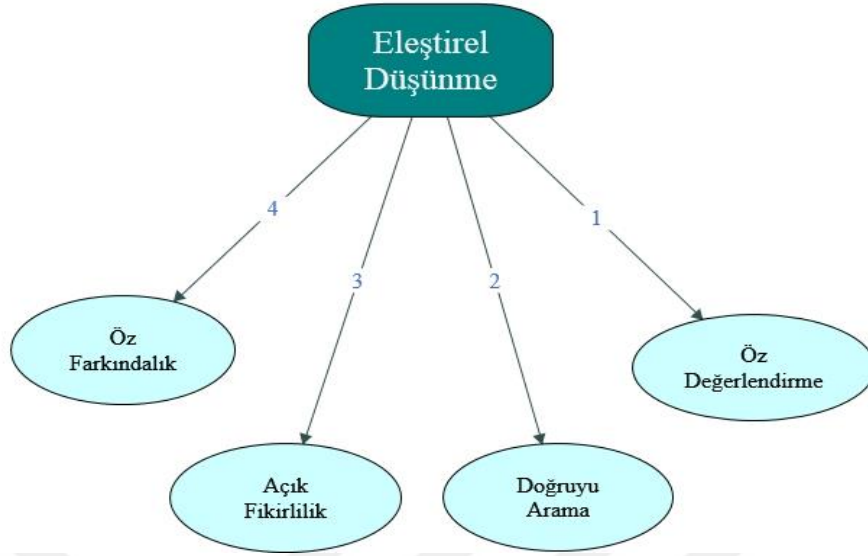 Eleştirel
Düşünme
4
3
2
1
Öz
Farkındalık
Öz
Değerlendirme
Açık
Fikirlilik
Doğruyu
Arama